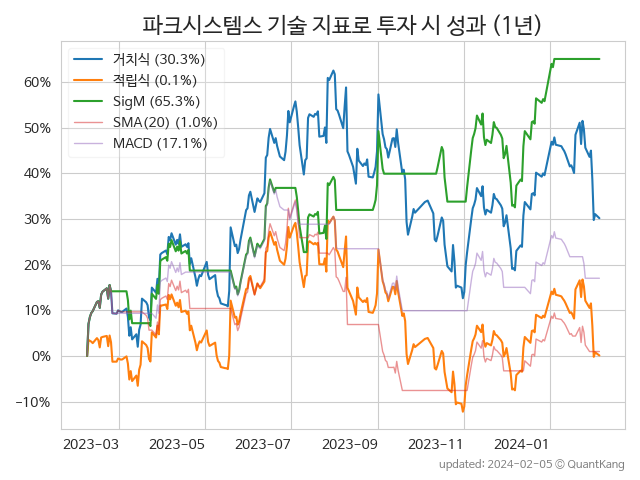 파크시스템스 기술 지표로 투자 시 성과 (1년)
거치식 (30.3%)
적립식 (0.1%)
SigM (65.3%)
SMA(20) (1.0%)
MACD (17.1%)
60%
50%
40%
30%
20%
10%
0%
−10%
2023-03 2023-05 2023-07 2023-09 2023-11 2024-01
updated: 2024-02-05 © QuantKang